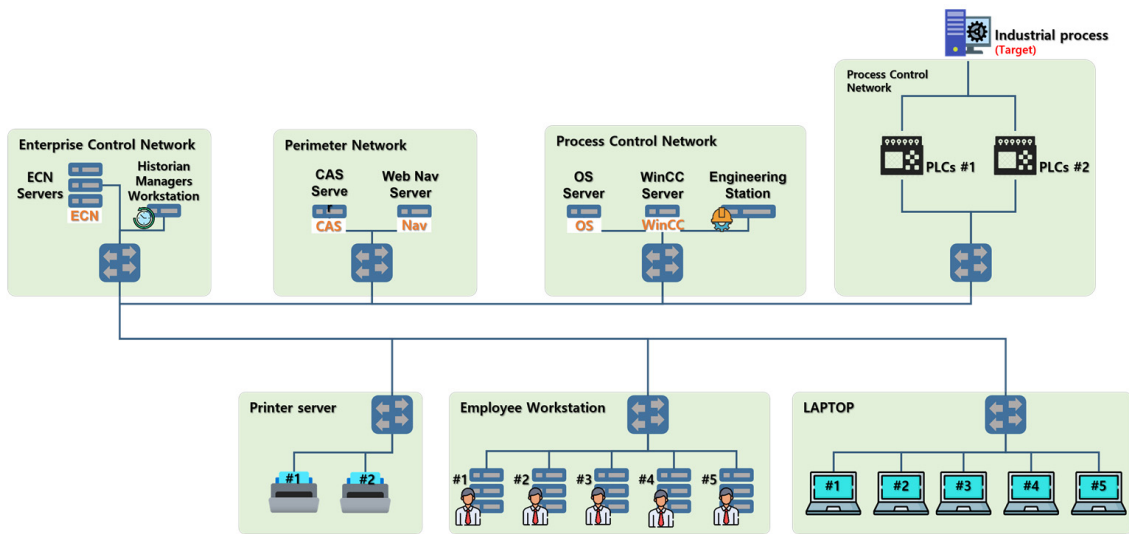 Industrial process
(Target)
Process Control
Network
PLCs #1
PLCs #2
Enterprise Control Network
ECN
Servers
ECN
Historian
Managers
Workstation
Perimeter Network
CAS
Serve
r
CAS
Web Nav
Server
Nav
Process Control Network
OS
Server
OS
WinCC
Server
WinCC
Engineering
Station
Printer server
#1
#2
Employee Workstation
#1
#2
#3
#4
#5
LAPTOP
#1
#2
#3
#4
#5